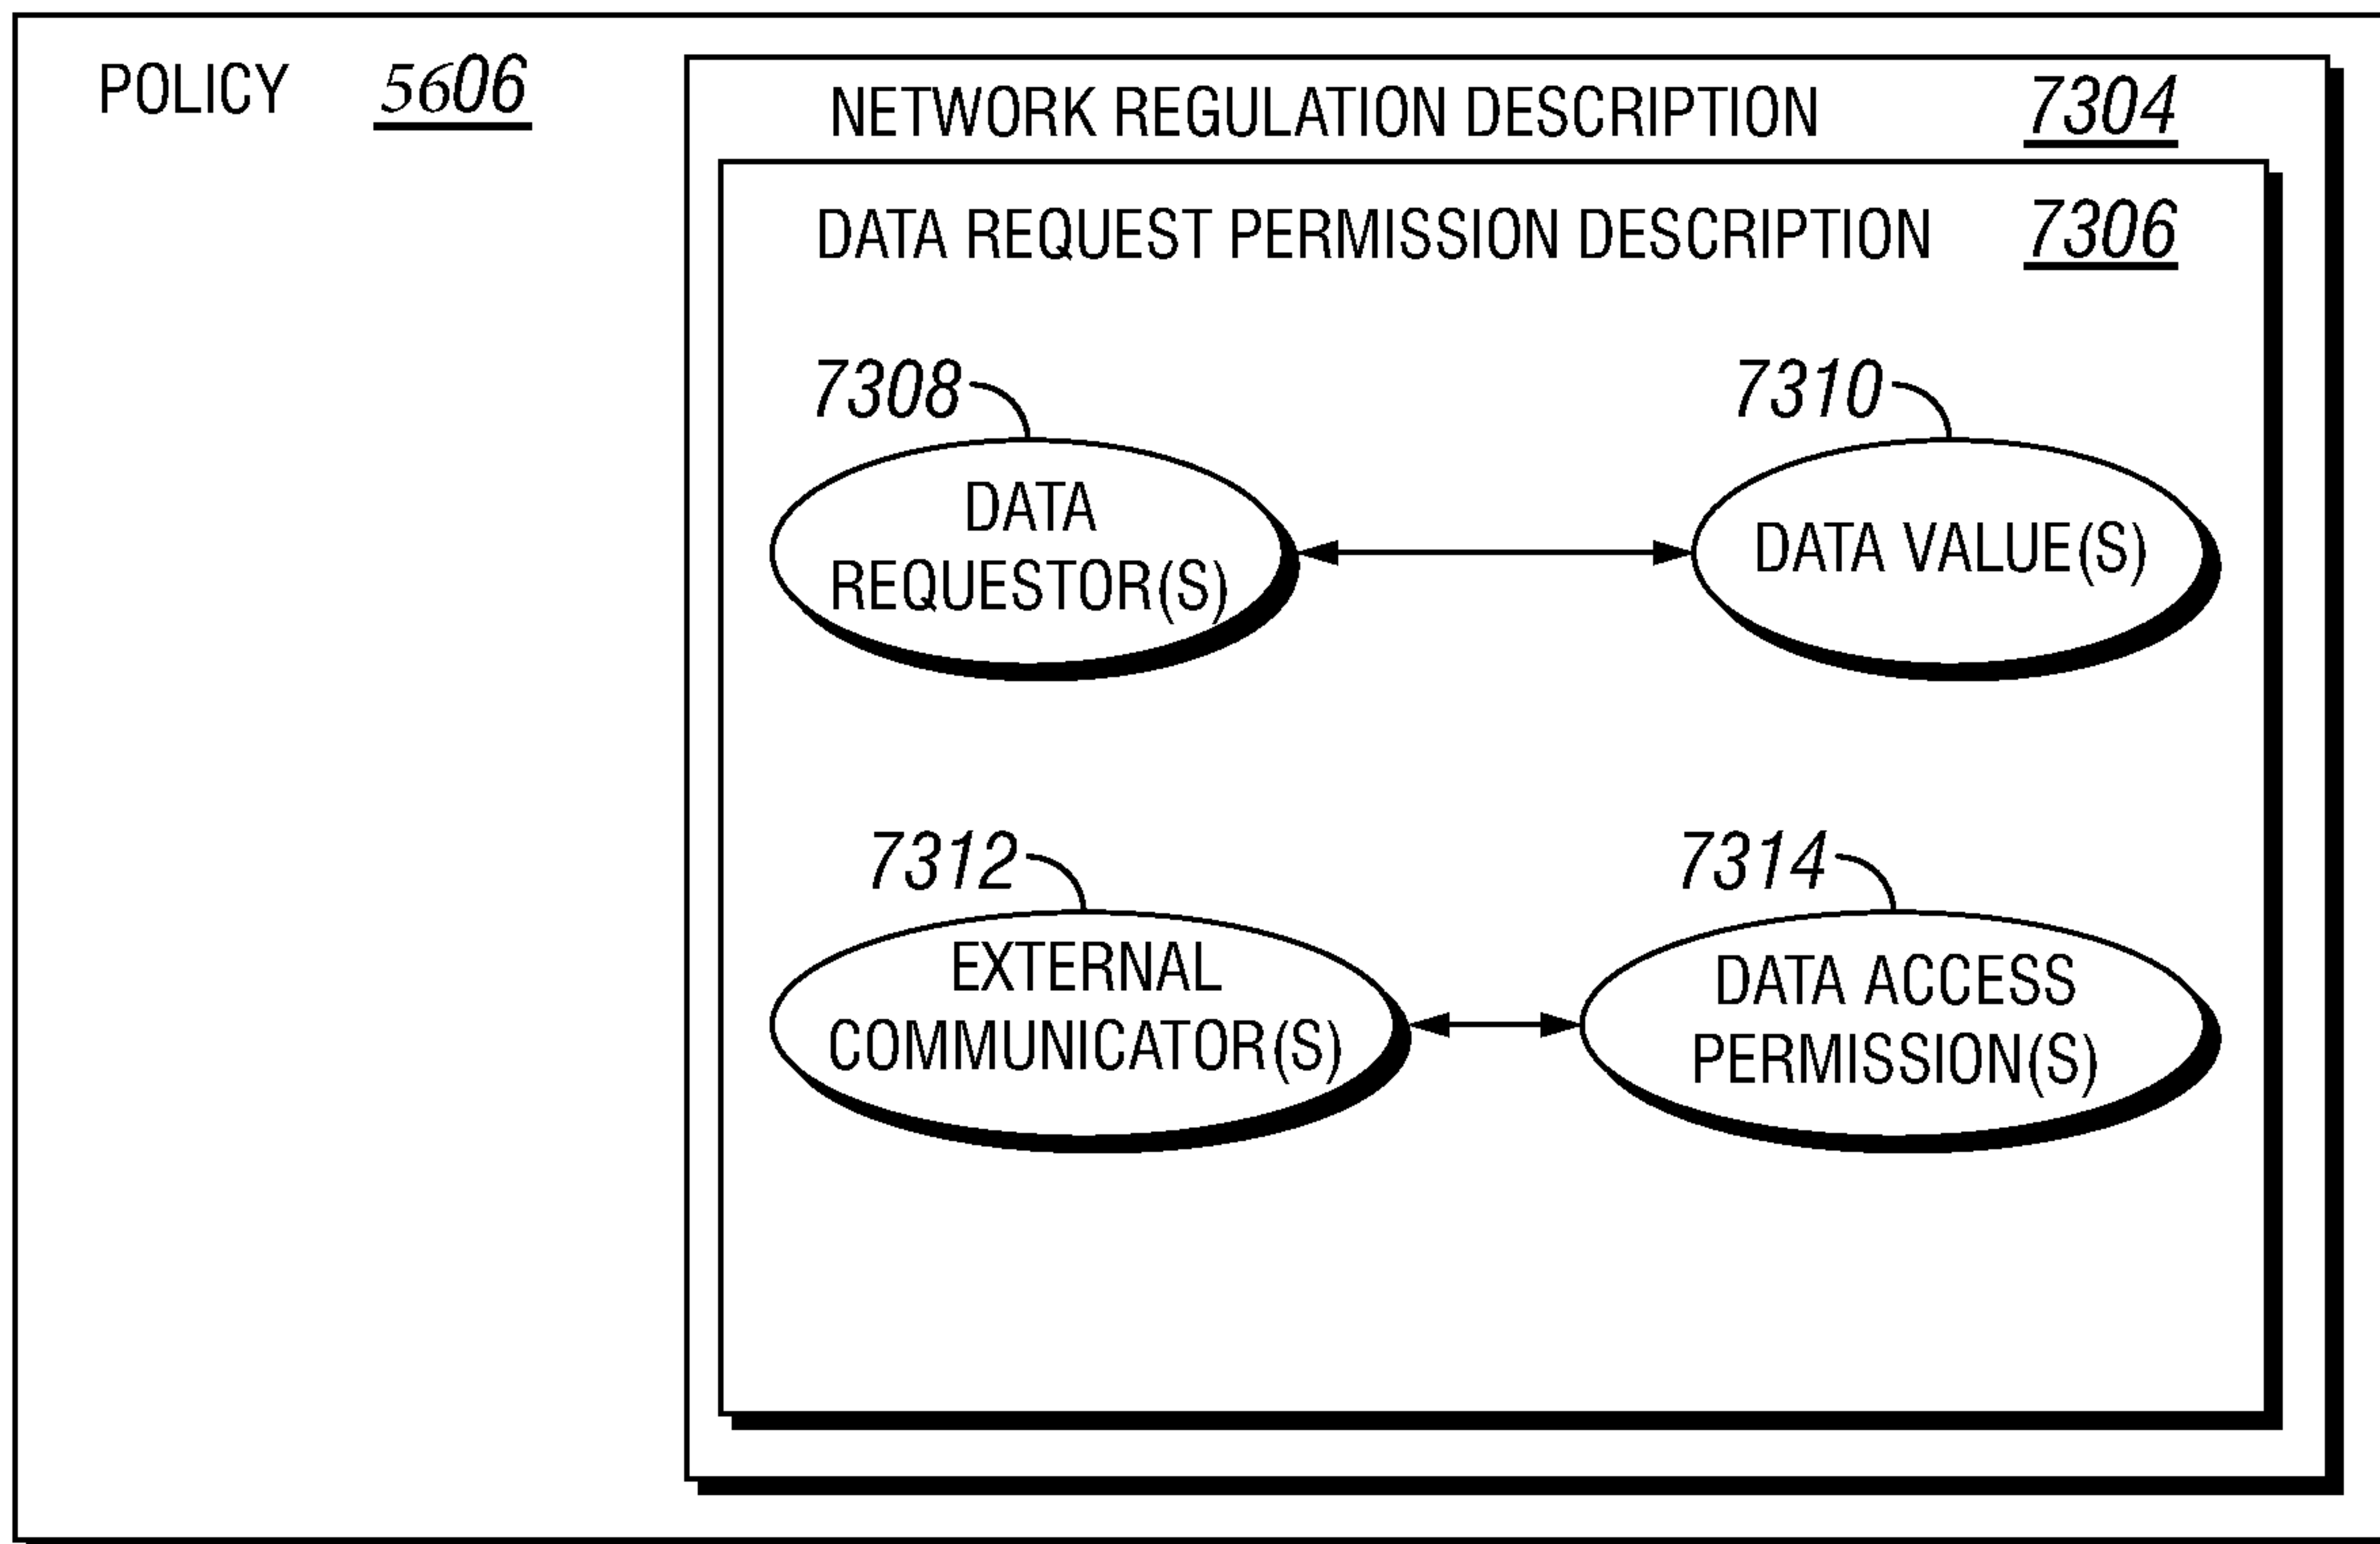 POLICY 5606
NETWORK REGULATION DESCRIPTION 7304
DATA REQUEST PERMISSION DESCRIPTION 7306
7308
DATA
REQUESTOR(S)
7310
DATA VALUE(S)
7312
EXTERNAL
COMMUNICATOR(S)
7314
DATA ACCESS
PERMISSION(S)